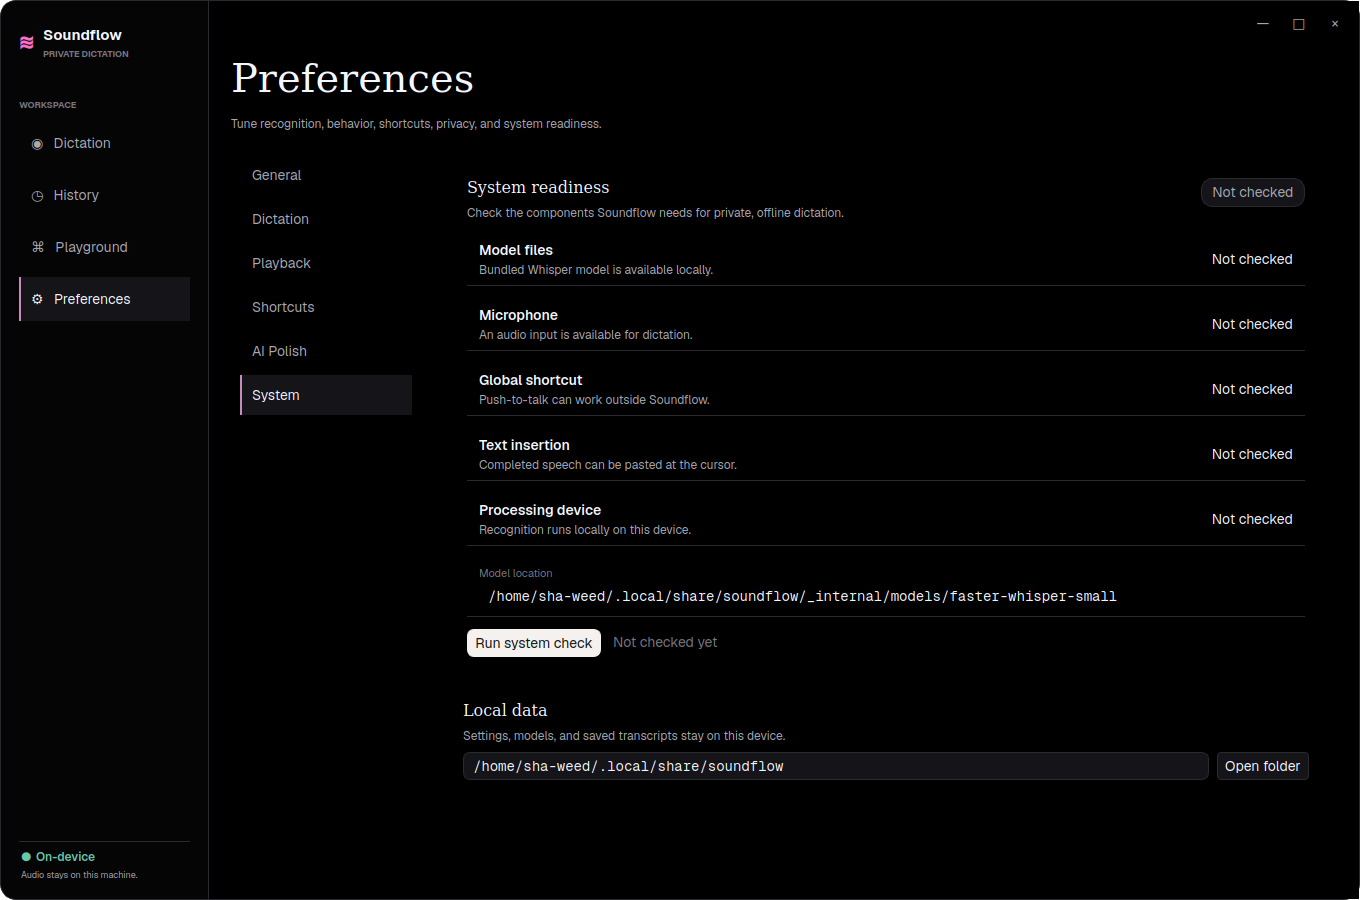 Soundflow
PRIVATE DICTATION
WORKSPACE
Dictation
History
Playground
Preferences
On-device
Audio stays on this machine.
Preferences
Tune recognition, behavior, shortcuts, privacy, and system readiness.
General
Dictation
Playback
Shortcuts
AI Polish
System
System readiness
Not checked
Check the components Soundflow needs for private, offline dictation.
Model files
Bundled Whisper model is available locally.
Not checked
Microphone
An audio input is available for dictation.
Not checked
Global shortcut
Push-to-talk can work outside Soundflow.
Not checked
Text insertion
Completed speech can be pasted at the cursor.
Not checked
Processing device
Recognition runs locally on this device.
Not checked
Model location
/home/sha-weed/.local/share/soundflow/_internal/models/faster-whisper-small
Run system check
Not checked yet
Local data
Settings, models, and saved transcripts stay on this device.
/home/sha-weed/.local/share/soundflow
Open folder